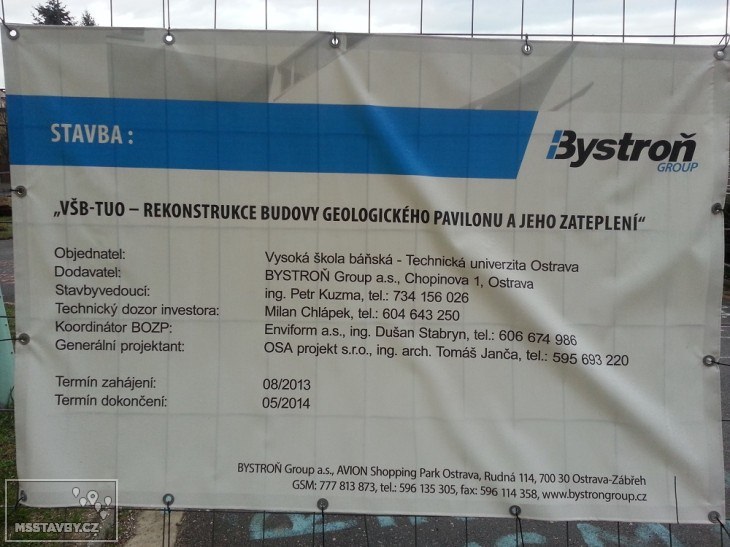 STAVBA :
Bystroň
GROUP
„VŠB-TUO – REKONSTRUKCE BUDOVY GEOLOGICKÉHO PAVILONU A JEHO ZATEPLENÍ“
Objednatel: Vysoká škola báňská - Technická univerzita Ostrava
Dodavatel: BYSTROŇ Group a.s., Chopinova 1, Ostrava
Stavbyvedoucí: ing. Petr Kuzma, tel.: 734 156 026
Technický dozor investora: Milan Chlápek, tel.: 604 643 250
Koordinátor BOZP: Enviform a.s., ing. Dušan Stabryn, tel.: 606 674 986
Generální projektant: OSA projekt s.r.o., ing. arch. Tomáš Janča, tel.: 595 693 220
Termín zahájení: 08/2013
Termín dokončení: 05/2014
BYSTROŇ Group a.s., AVION Shopping Park Ostrava, Rudná 114, 700 30 Ostrava-Zábřeh
GSM: 777 813 873, tel.: 596 135 305, fax: 596 114 358, www.bystrongroup.cz
MSSTAVBY.CZ